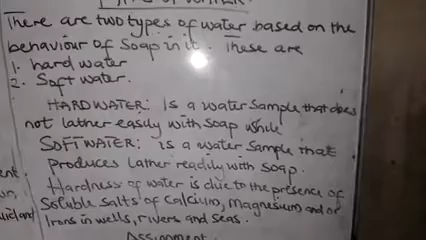 TYPES OF WATER
There are two types of water based on the
behaviour of Soap in it. These are
1. hard water
2. Soft water.
HARDWATER: Is a water sample that does
not lather easily with soap while
SOFTWATER: is a water sample that
produces lather readily with soap.
Hardness of water is due to the presence of
Soluble salts of Calcium, Magnesium and or
Irons in wells, rivers and seas.
Assignment